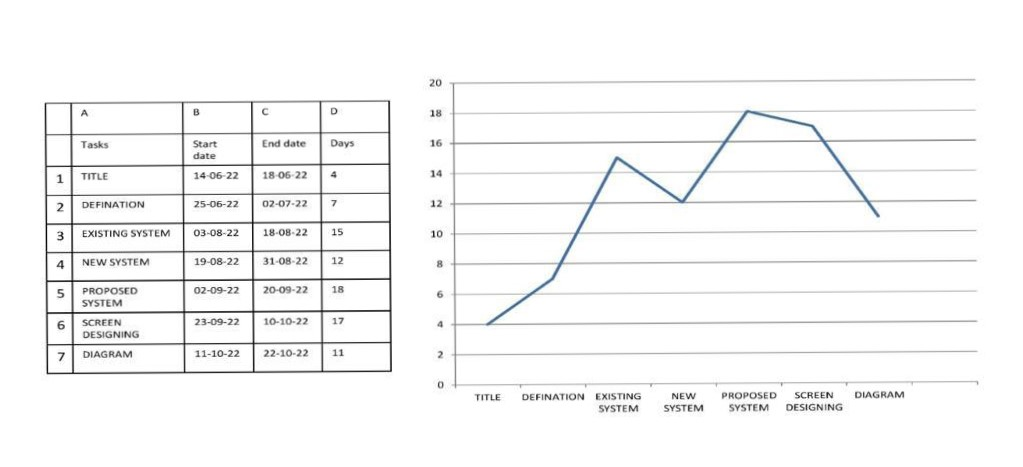 A B C D
Tasks Start date End date Days
1 TITLE 14-06-22 18-06-22 4
2 DEFINATION 25-06-22 02-07-22 7
3 EXISTING SYSTEM 03-08-22 18-08-22 15
4 NEW SYSTEM 19-08-22 31-08-22 12
5 PROPOSED SYSTEM 02-09-22 20-09-22 18
6 SCREEN DESIGNING 23-09-22 10-10-22 17
7 DIAGRAM 11-10-22 22-10-22 11
20
18
16
14
12
10
8
6
4
2
0
TITLE DEFINATION EXISTING NEW PROPOSED SCREEN DIAGRAM
SYSTEM SYSTEM SYSTEM DESIGNING